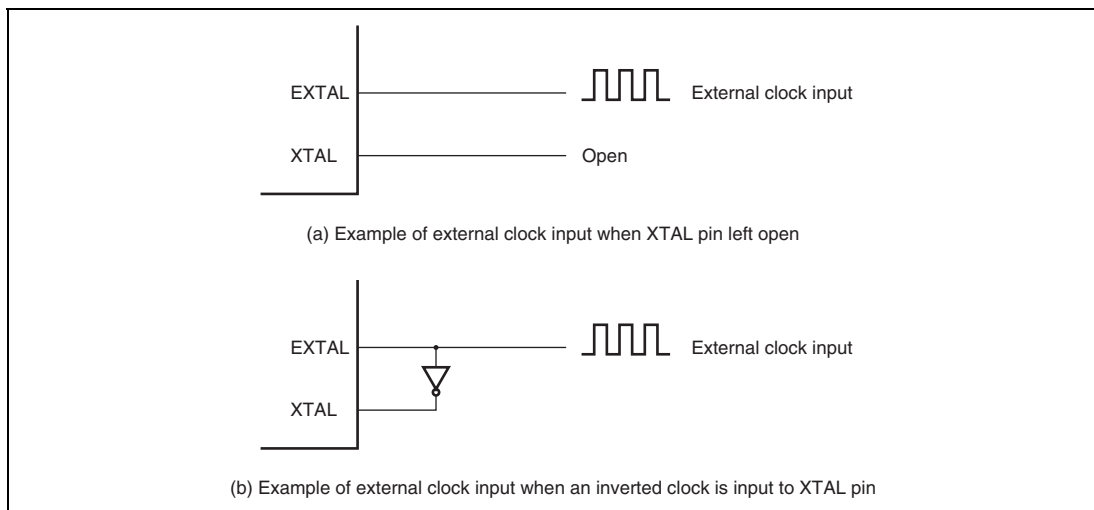 EXTAL
External clock input
XTAL
Open
(a) Example of external clock input when XTAL pin left open
EXTAL
External clock input
XTAL
(b) Example of external clock input when an inverted clock is input to XTAL pin